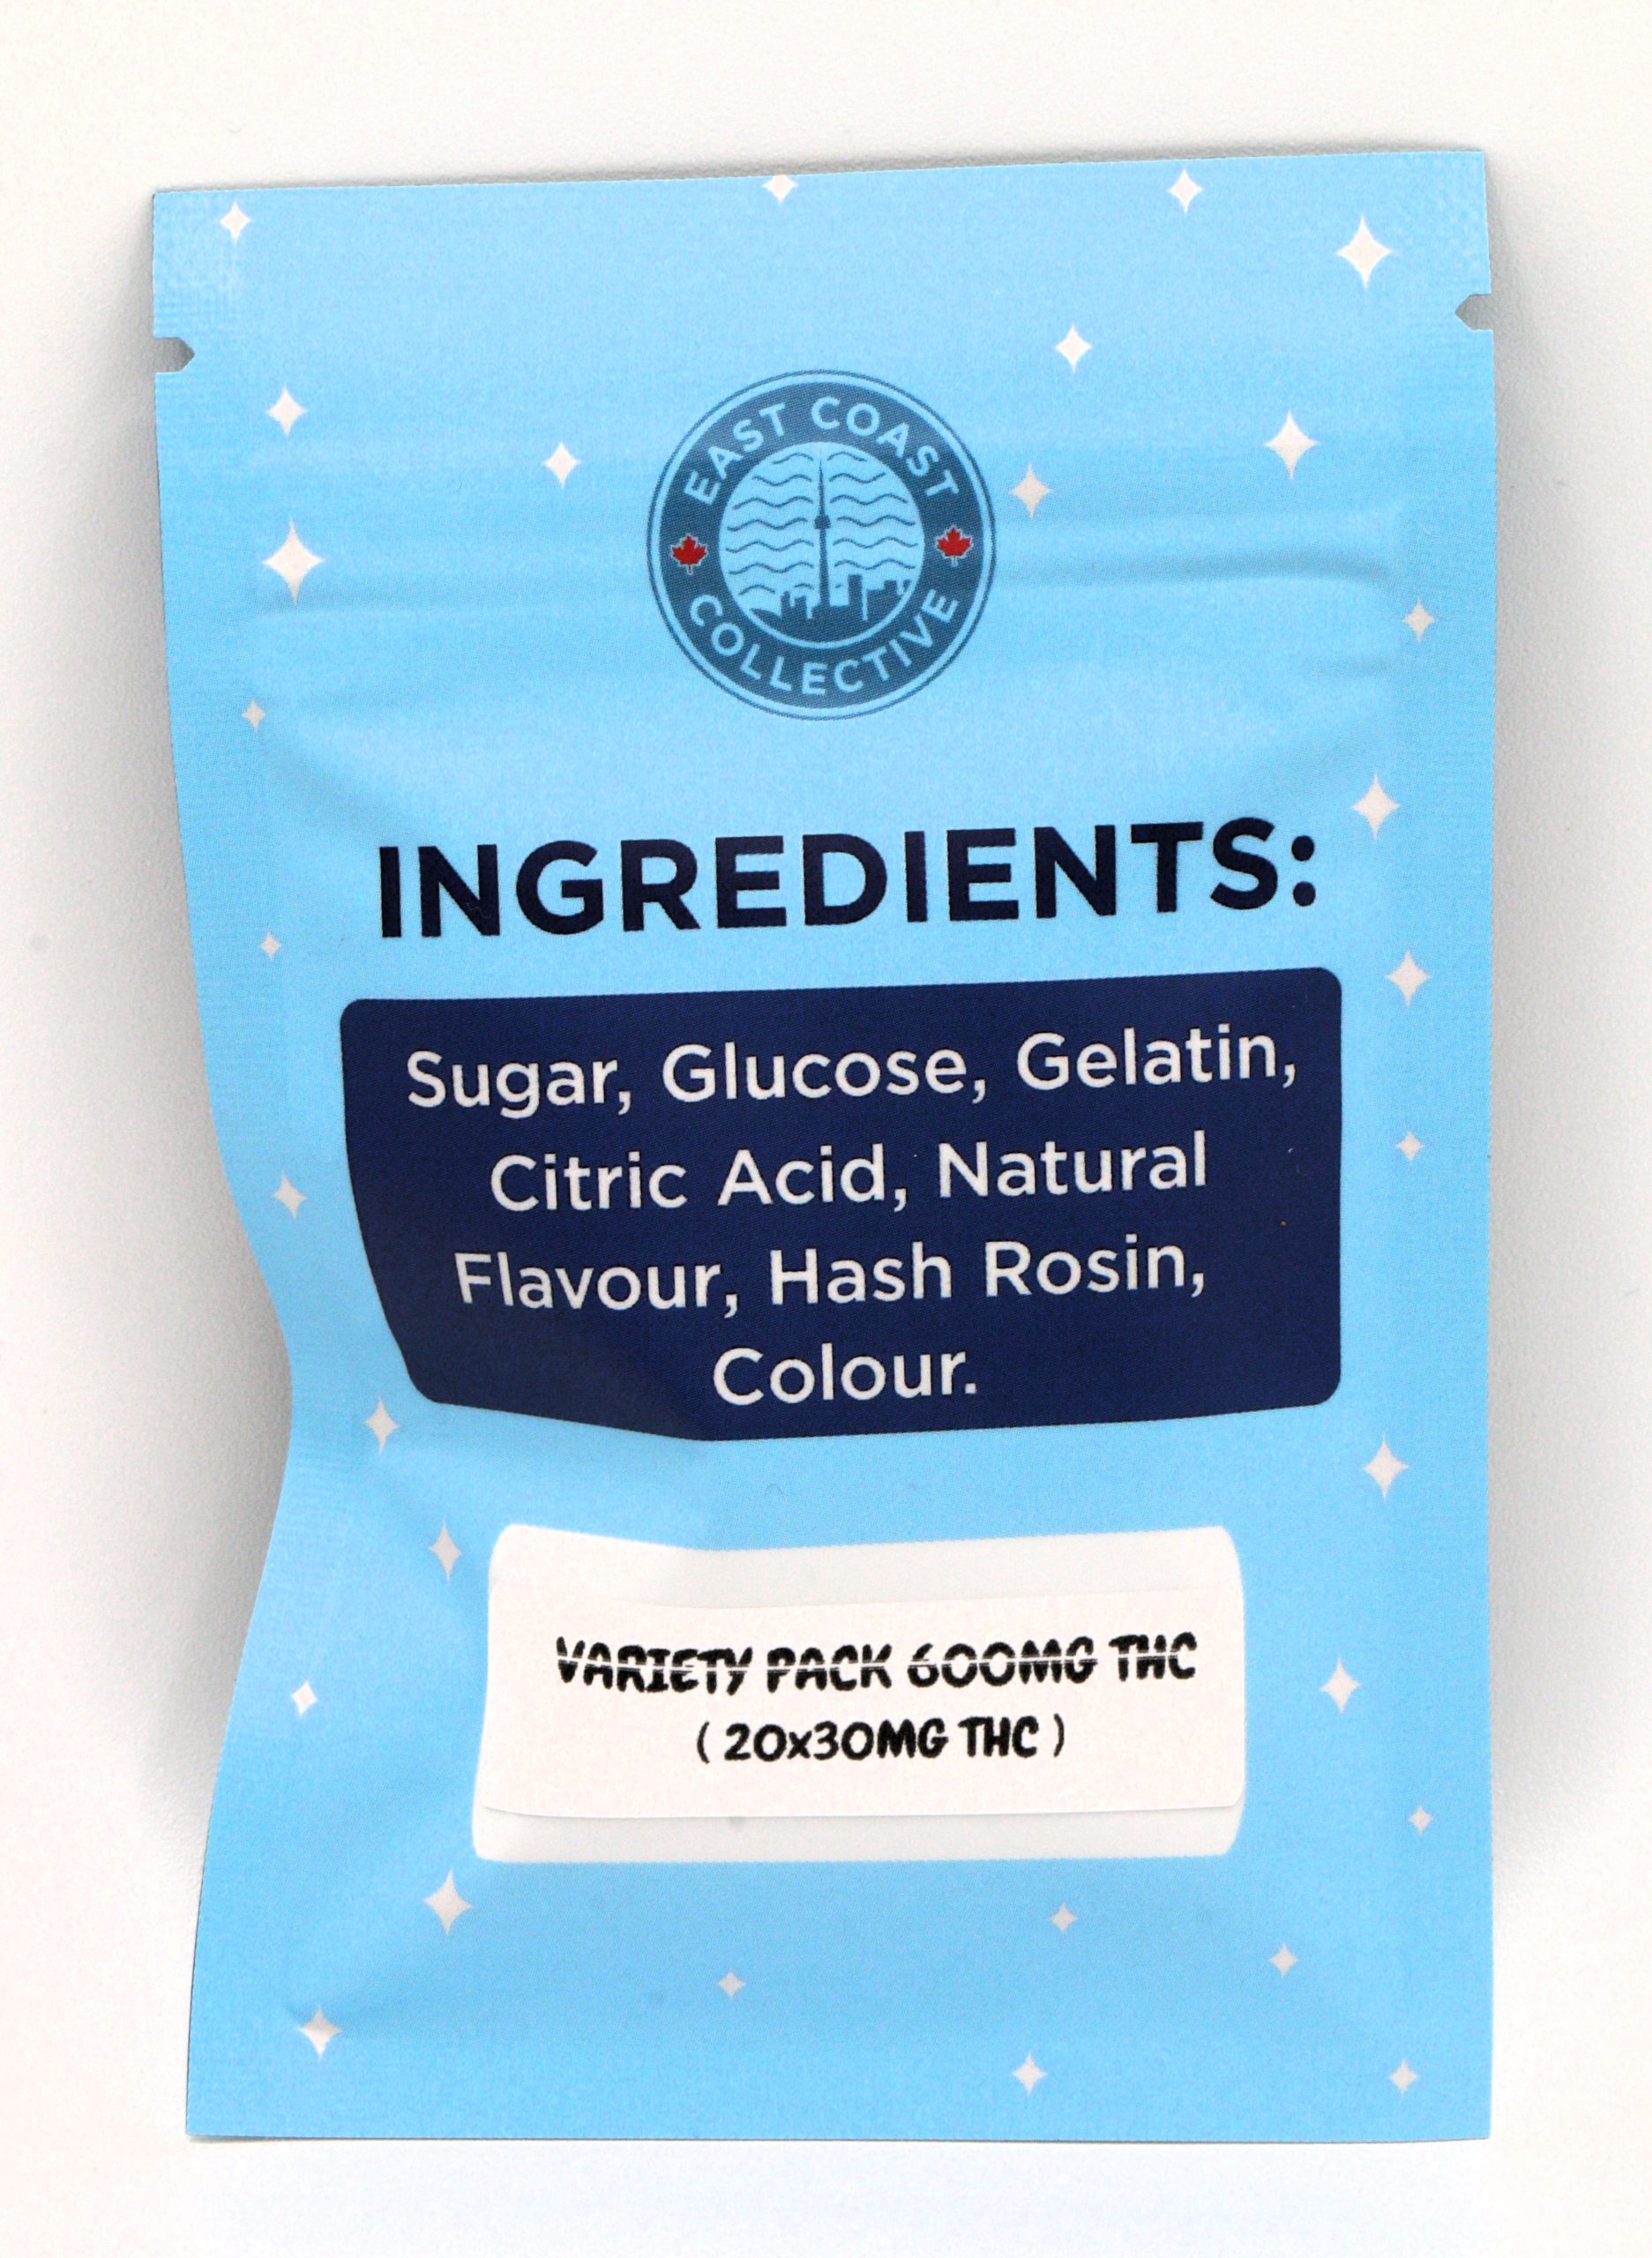 EAST COAST
COLLECTIVE
INGREDIENTS:
Sugar, Glucose, Gelatin,
Citric Acid, Natural
Flavour, Hash Rosin,
Colour.
VARIETY PACK 600MG THC
( 20x30MG THC )